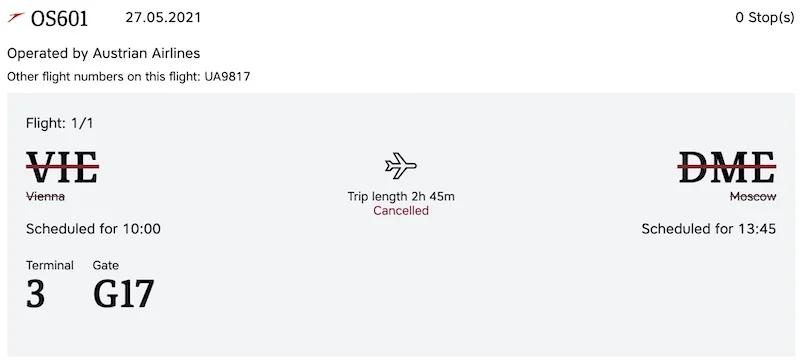 OS601 27.05.2021 0 Stop(s)
Operated by Austrian Airlines
Other flight numbers on this flight: UA9817
Flight: 1/1
VIE DME
Vienna Trip length 2h 45m Moscow
Cancelled
Scheduled for 10:00 Scheduled for 13:45
Terminal Gate
3 G17